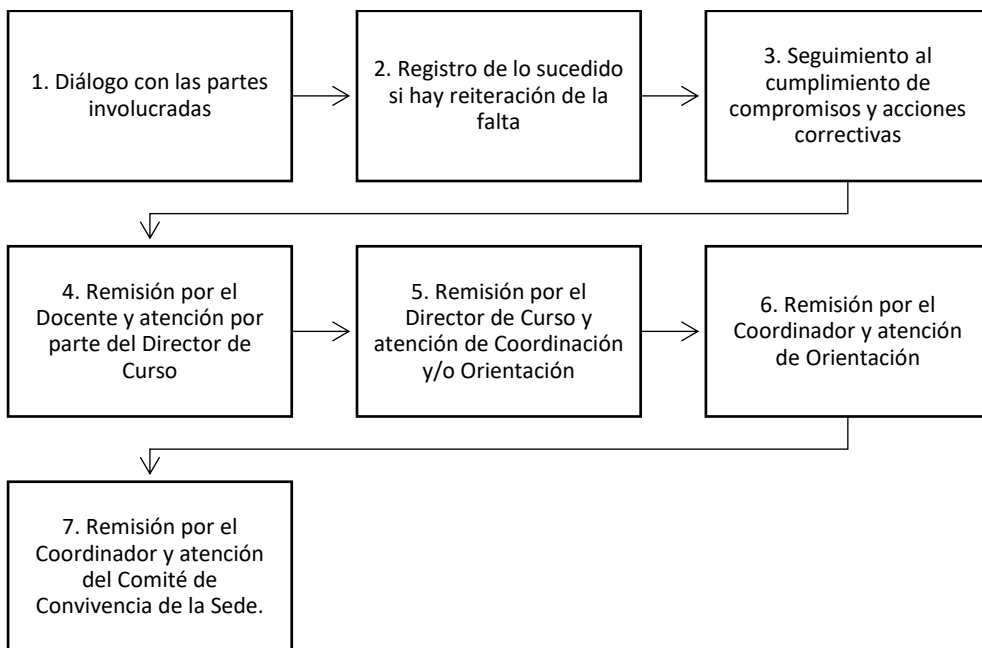 1. Diálogo con las partes
involucradas
2. Registro de lo sucedido
si hay reiteración de la
falta
3. Seguimiento al
cumplimiento de
compromisos y acciones
correctivas
4. Remisión por el
Docente y atención por
parte del Director de
Curso
5. Remisión por el
Director de Curso y
atención de Coordinación
y/o Orientación
6. Remisión por el
Coordinador y atención
de Orientación
7. Remisión por el
Coordinador y atención
del Comité de
Convivencia de la Sede.